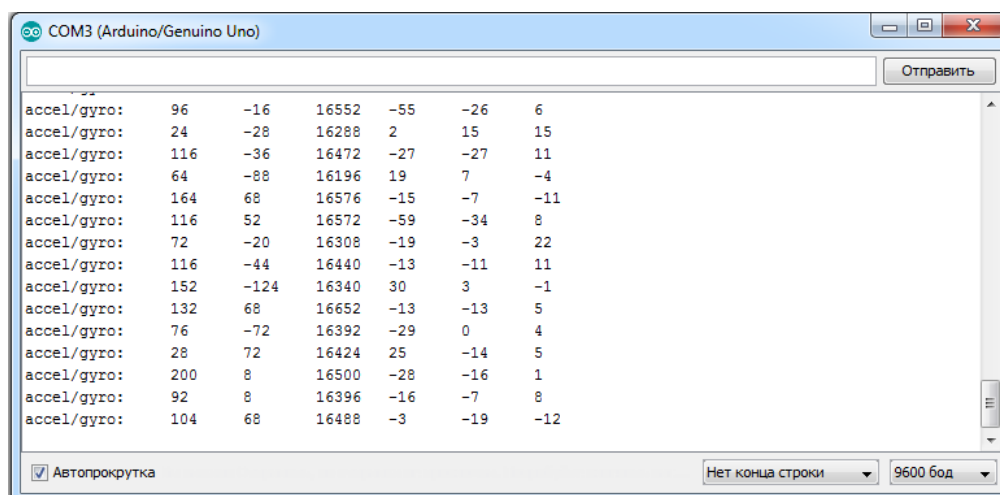 COM3 (Arduino/Genuino Uno)
Отправить
accel/gyro: 96 -16 16552 -55 -26 6
accel/gyro: 24 -28 16288 2 15 15
accel/gyro: 116 -36 16472 -27 -27 11
accel/gyro: 64 -88 16196 19 7 -4
accel/gyro: 164 68 16576 -15 -7 -11
accel/gyro: 116 52 16572 -59 -34 8
accel/gyro: 72 -20 16308 -19 -3 22
accel/gyro: 116 -44 16440 -13 -11 11
accel/gyro: 152 -124 16340 30 3 -1
accel/gyro: 132 68 16652 -13 -13 5
accel/gyro: 76 -72 16392 -29 0 4
accel/gyro: 28 72 16424 25 -14 5
accel/gyro: 200 8 16500 -28 -16 1
accel/gyro: 92 8 16396 -16 -7 8
accel/gyro: 104 68 16488 -3 -19 -12
Автопрокрутка Нет конца строки 9600 бод